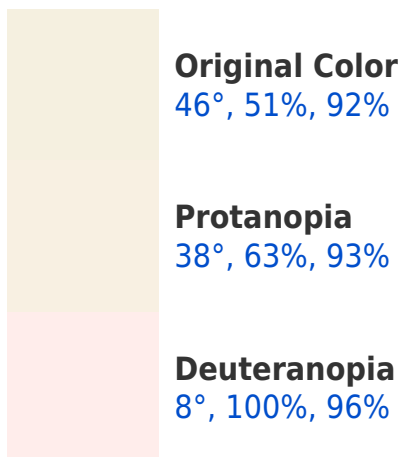 Original Color
46°, 51%, 92%
Protanopia
38°, 63%, 93%
Deuteranopia
8°, 100%, 96%